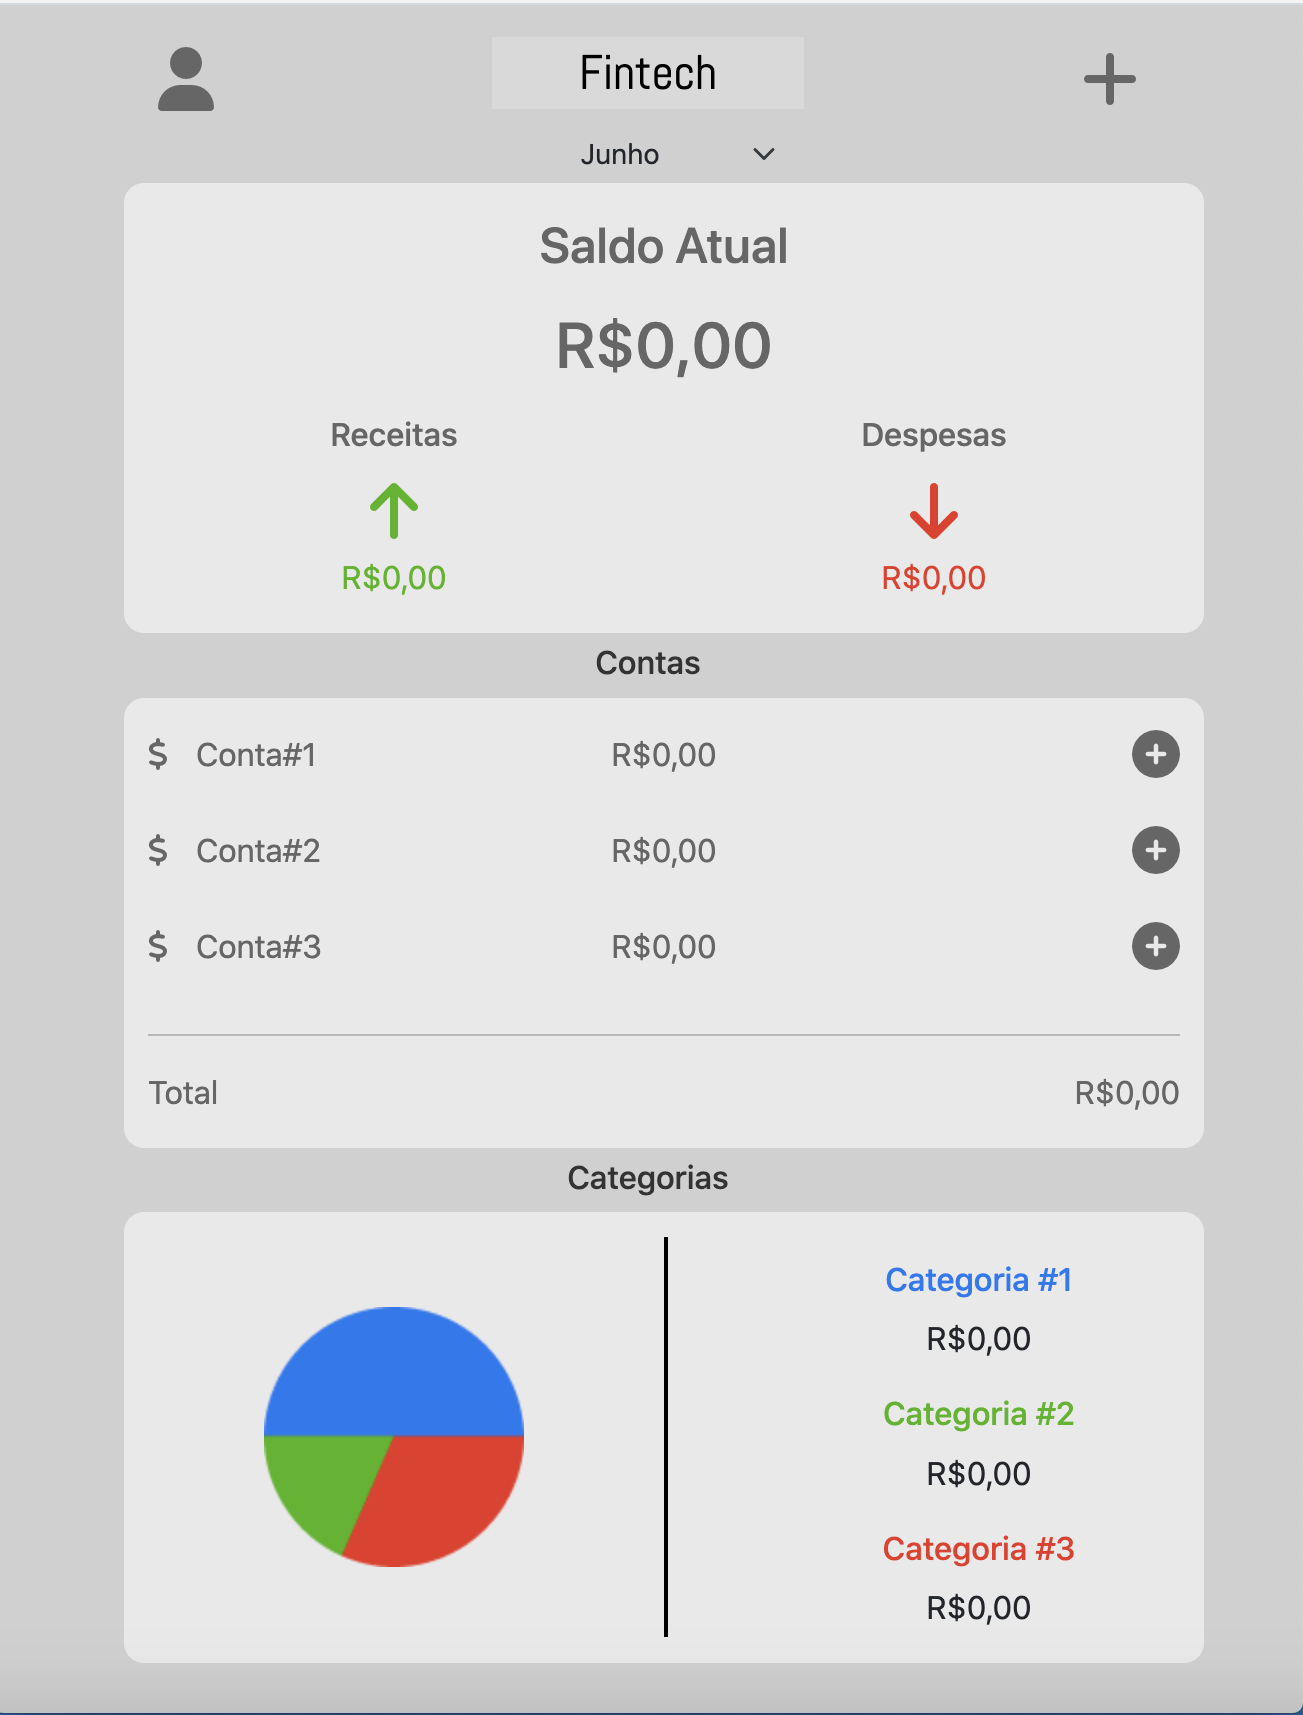 Fintech
Junho
Saldo Atual
R$0,00
Receitas Despesas
R$0,00 R$0,00
Contas
$ Conta#1 R$0,00
$ Conta#2 R$0,00
$ Conta#3 R$0,00
Total R$0,00
Categorias
Categoria #1
R$0,00
Categoria #2
R$0,00
Categoria #3
R$0,00